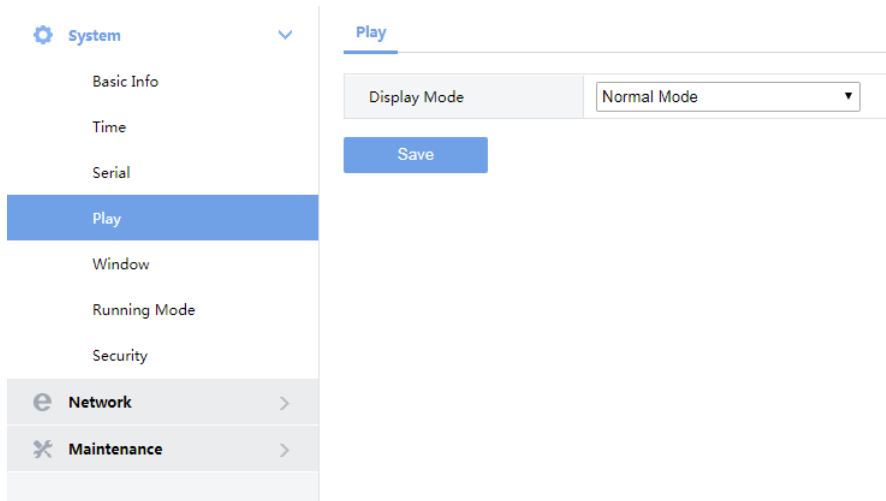 System
Basic Info
Time
Serial
Play
Window
Running Mode
Security
Network
Maintenance
Play
Display Mode
Normal Mode
Save